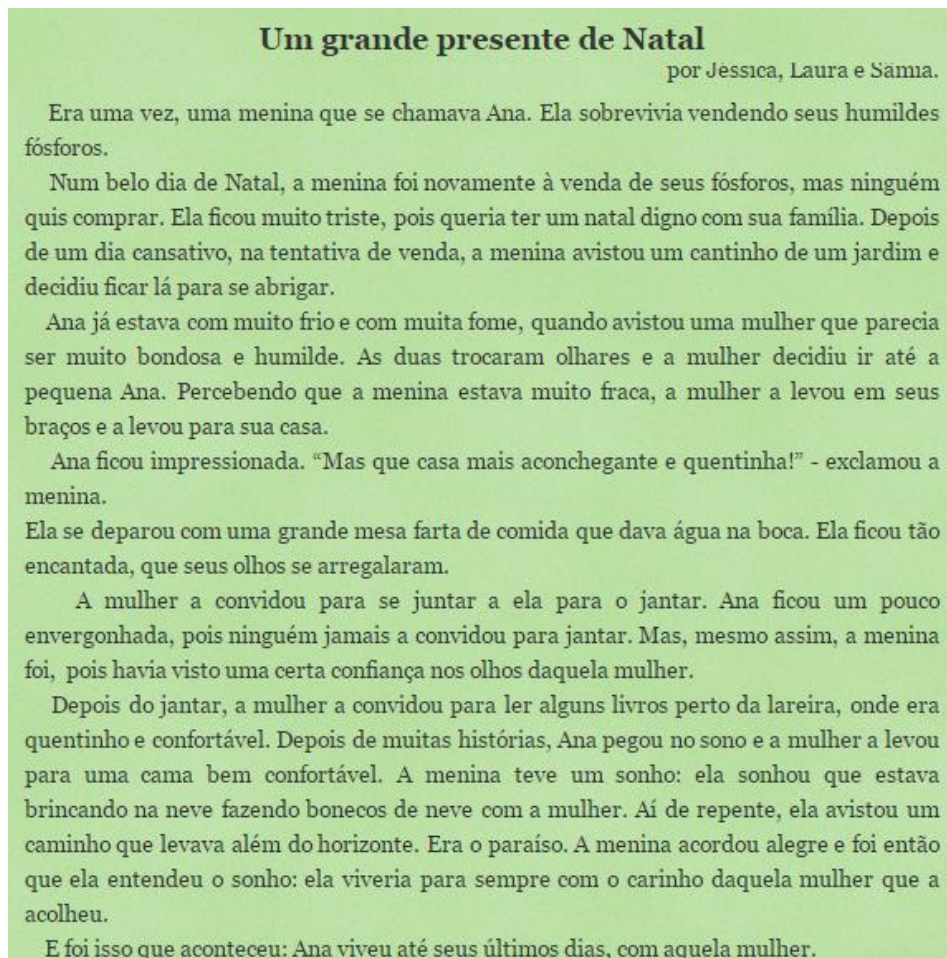 Um grande presente de Natal
por Jéssica, Laura e Sâmia.
Era uma vez, uma menina que se chamava Ana. Ela sobrevivia vendendo seus humildes
fósforos.
Num belo dia de Natal, a menina foi novamente à venda de seus fósforos, mas ninguém
quis comprar. Ela ficou muito triste, pois queria ter um natal digno com sua família. Depois
de um dia cansativo, na tentativa de venda, a menina avistou um cantinho de um jardim e
decidiu ficar lá para se abrigar.
Ana já estava com muito frio e com muita fome, quando avistou uma mulher que parecia
ser muito bondosa e humilde. As duas trocaram olhares e a mulher decidiu ir até a
pequena Ana. Percebendo que a menina estava muito fraca, a mulher a levou em seus
braços e a levou para sua casa.
Ana ficou impressionada. “Mas que casa mais aconchegante e quentinha!” - exclamou a
menina.
Ela se deparou com uma grande mesa farta de comida que dava água na boca. Ela ficou tão
encantada, que seus olhos se arregalaram.
A mulher a convidou para se juntar a ela para o jantar. Ana ficou um pouco
envergonhada, pois ninguém jamais a convidou para jantar. Mas, mesmo assim, a menina
foi, pois havia visto uma certa confiança nos olhos daquela mulher.
Depois do jantar, a mulher a convidou para ler alguns livros perto da lareira, onde era
quentinho e confortável. Depois de muitas histórias, Ana pegou no sono e a mulher a levou
para uma cama bem confortável. A menina teve um sonho: ela sonhou que estava
brincando na neve fazendo bonecos de neve com a mulher. Aí de repente, ela avistou um
caminho que levava além do horizonte. Era o paraíso. A menina acordou alegre e foi então
que ela entendeu o sonho: ela viveria para sempre com o carinho daquela mulher que a
acolheu.
E foi isso que aconteceu: Ana viveu até seus últimos dias, com aquela mulher.